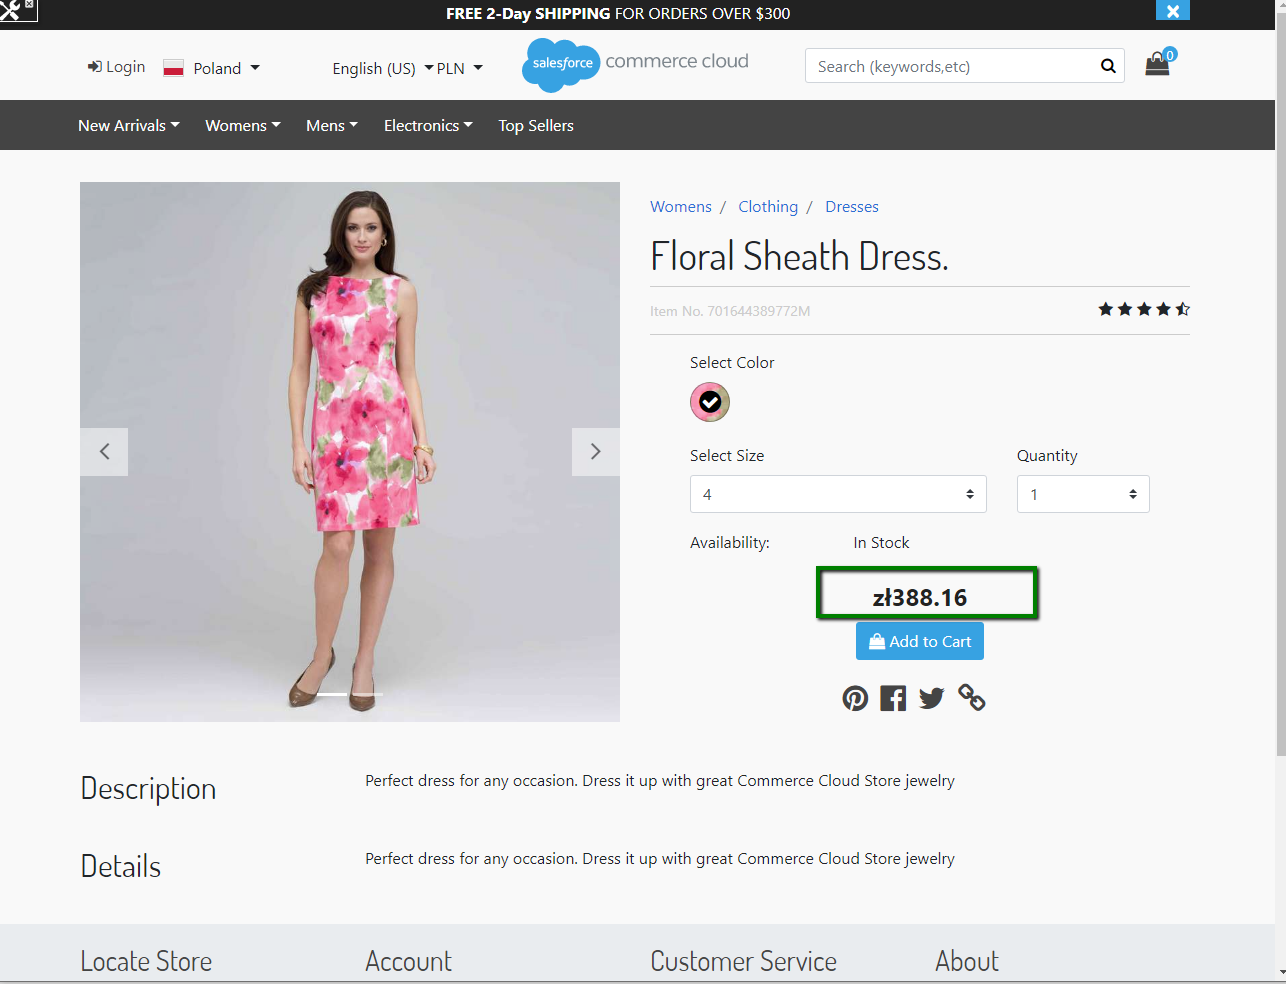 FREE 2-Day SHIPPING FOR ORDERS OVER $300
Login Poland English (US) PLN salesforce commerce cloud Search (keywords,etc) 0
New Arrivals Womens Mens Electronics Top Sellers
Womens / Clothing / Dresses
Floral Sheath Dress.
Item No. 701644389772M
Select Color
Select Size Quantity
4 1
Availability: In Stock
zł388.16
Add to Cart
Description Perfect dress for any occasion. Dress it up with great Commerce Cloud Store jewelry
Details Perfect dress for any occasion. Dress it up with great Commerce Cloud Store jewelry
Locate Store Account Customer Service About